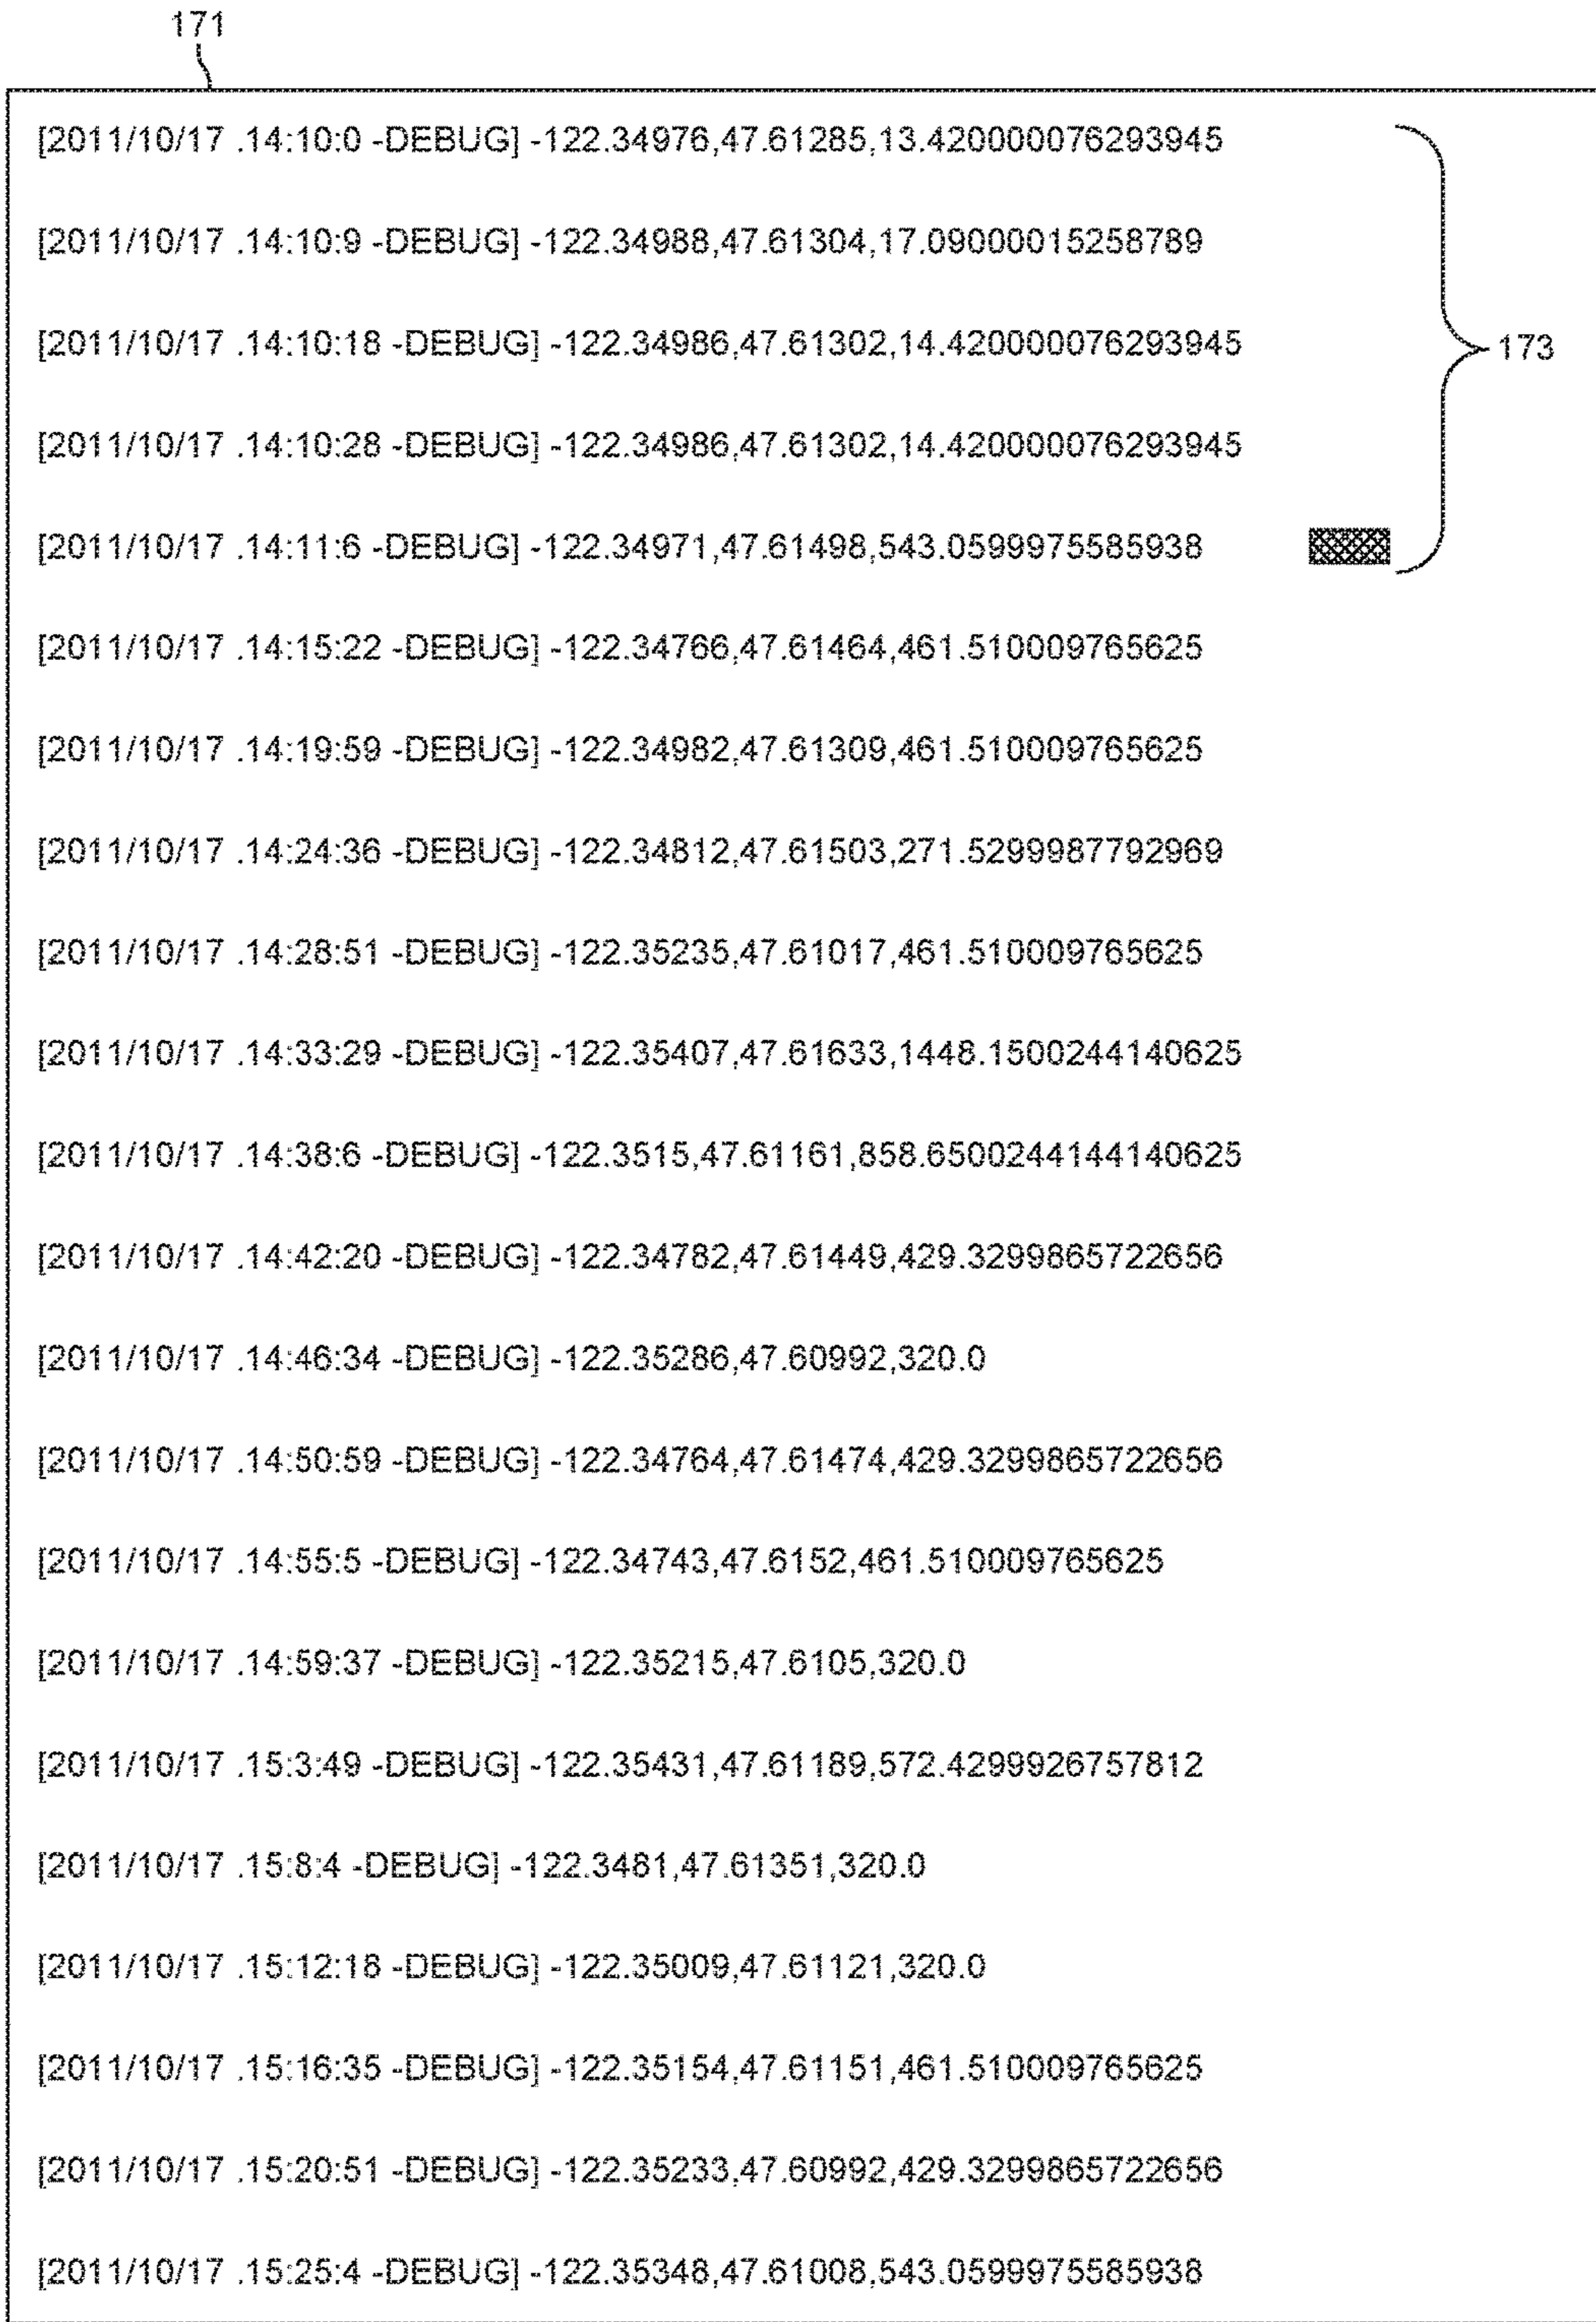 171
[2011/10/17 .14:10:0 -DEBUG] -122.34976,47.61285,13.420000076293945
[2011/10/17 .14:10:9 -DEBUG] -122.34988,47.61304,17.09000015258789
[2011/10/17 .14:10:18 -DEBUG] -122.34986,47.61302,14.420000076293945
173
[2011/10/17 .14:10:28 -DEBUG] -122.34986,47.61302,14.420000076293945
[2011/10/17 .14:11:6 -DEBUG] -122.34971,47.61498,543.0599975585938
[2011/10/17 .14:15:22 -DEBUG] -122.34766,47.61464,461.510009765625
[2011/10/17 .14:19:59 -DEBUG] -122.34982,47.61309,461.510009765625
[2011/10/17 .14:24:36 -DEBUG] -122.34812,47.61503,271.5299987792969
[2011/10/17 .14:28:51 -DEBUG] -122.35235,47.61017,461.510009765625
[2011/10/17 .14:33:29 -DEBUG] -122.35407,47.61633,1448.1500244140625
[2011/10/17 .14:38:6 -DEBUG] -122.3515,47.61161,858.6500244144140625
[2011/10/17 .14:42:20 -DEBUG] -122.34782,47.61449,429.3299865722656
[2011/10/17 .14:46:34 -DEBUG] -122.35286,47.60992,320.0
[2011/10/17 .14:50:59 -DEBUG] -122.34764,47.61474,429.3299865722656
[2011/10/17 .14:55:5 -DEBUG] -122.34743,47.6152,461.510009765625
[2011/10/17 .14:59:37 -DEBUG] -122.35215,47.6105,320.0
[2011/10/17 .15:3:49 -DEBUG] -122.35431,47.61189,572.4299926757812
[2011/10/17 .15:8:4 -DEBUG] -122.3481,47.61351,320.0
[2011/10/17 .15:12:18 -DEBUG] -122.35009,47.61121,320.0
[2011/10/17 .15:16:35 -DEBUG] -122.35154,47.61151,461.510009765625
[2011/10/17 .15:20:51 -DEBUG] -122.35233,47.60992,429.3299865722656
[2011/10/17 .15:25:4 -DEBUG] -122.35348,47.61008,543.0599975585938